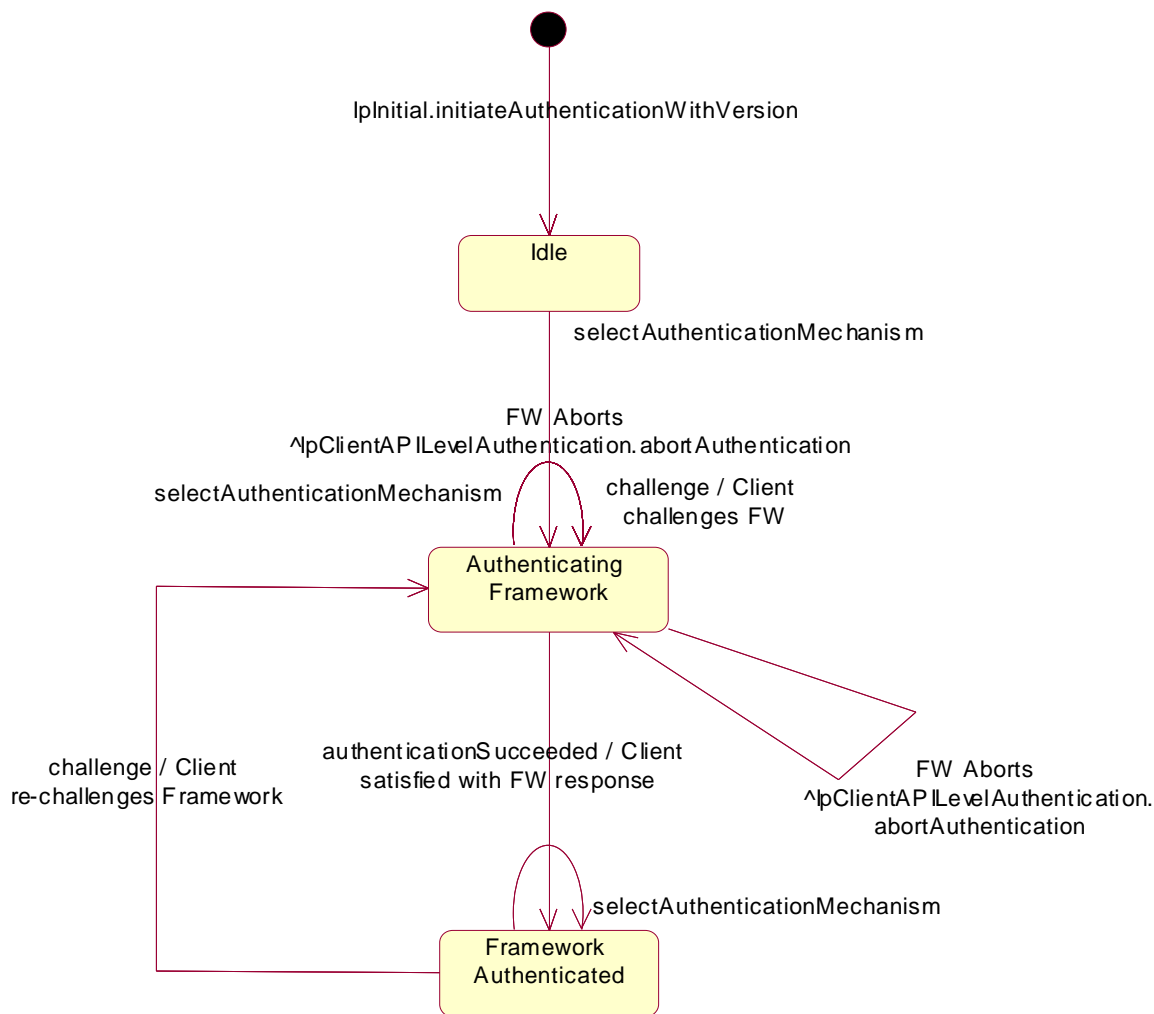 IpInitial.initiateAuthenticationWithVersion
Idle
selectAuthenticationMechanism
FW Aborts
^IpClientAPILevelAuthentication.abortAuthentication
selectAuthenticationMechanism
challenge / Client
challenges FW
Authenticating
Framework
authenticationSucceeded / Client
satisfied with FW response
challenge / Client
re-challenges Framework
FW Aborts
^IpClientAPILevelAuthentication.
abortAuthentication
selectAuthenticationMechanism
Framework
Authenticated